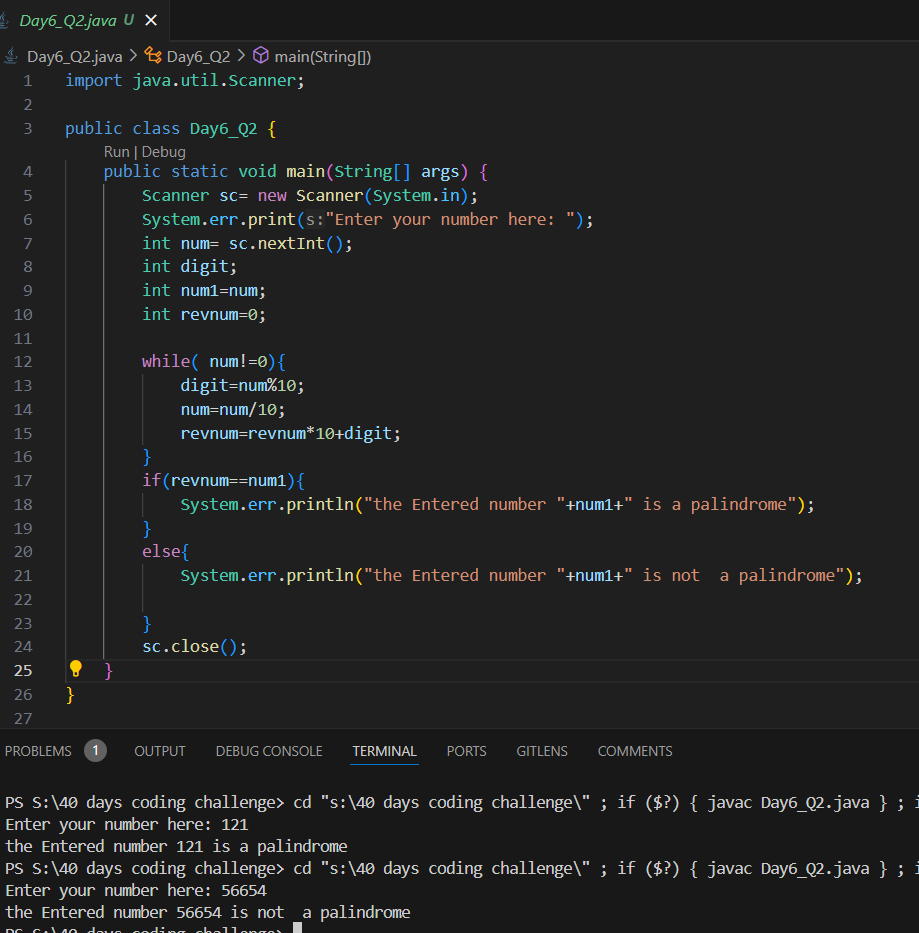 Day6_Q2.java U ×
Day6_Q2.java > Day6_Q2 > main(String[])
1 import java.util.Scanner;
2
3 public class Day6_Q2 {
Run | Debug
4 public static void main(String[] args) {
5 Scanner sc= new Scanner(System.in);
6 System.err.print(s:"Enter your number here: ");
7 int num= sc.nextInt();
8 int digit;
9 int num1=num;
10 int revnum=0;
11
12 while( num!=0){
13 digit=num%10;
14 num=num/10;
15 revnum=revnum*10+digit;
16 }
17 if(revnum==num1){
18 System.err.println("the Entered number "+num1+" is a palindrome");
19 }
20 else{
21 System.err.println("the Entered number "+num1+" is not  a palindrome");
22
23 }
24 sc.close();
25 }
26 }
27
PROBLEMS 1 OUTPUT DEBUG CONSOLE TERMINAL PORTS GITLENS COMMENTS
PS S:\40 days coding challenge> cd "s:\40 days coding challenge\" ; if ($?) { javac Day6_Q2.java } ; i
Enter your number here: 121
the Entered number 121 is a palindrome
PS S:\40 days coding challenge> cd "s:\40 days coding challenge\" ; if ($?) { javac Day6_Q2.java } ; i
Enter your number here: 56654
the Entered number 56654 is not  a palindrome
PS S:\40 days coding challenge>